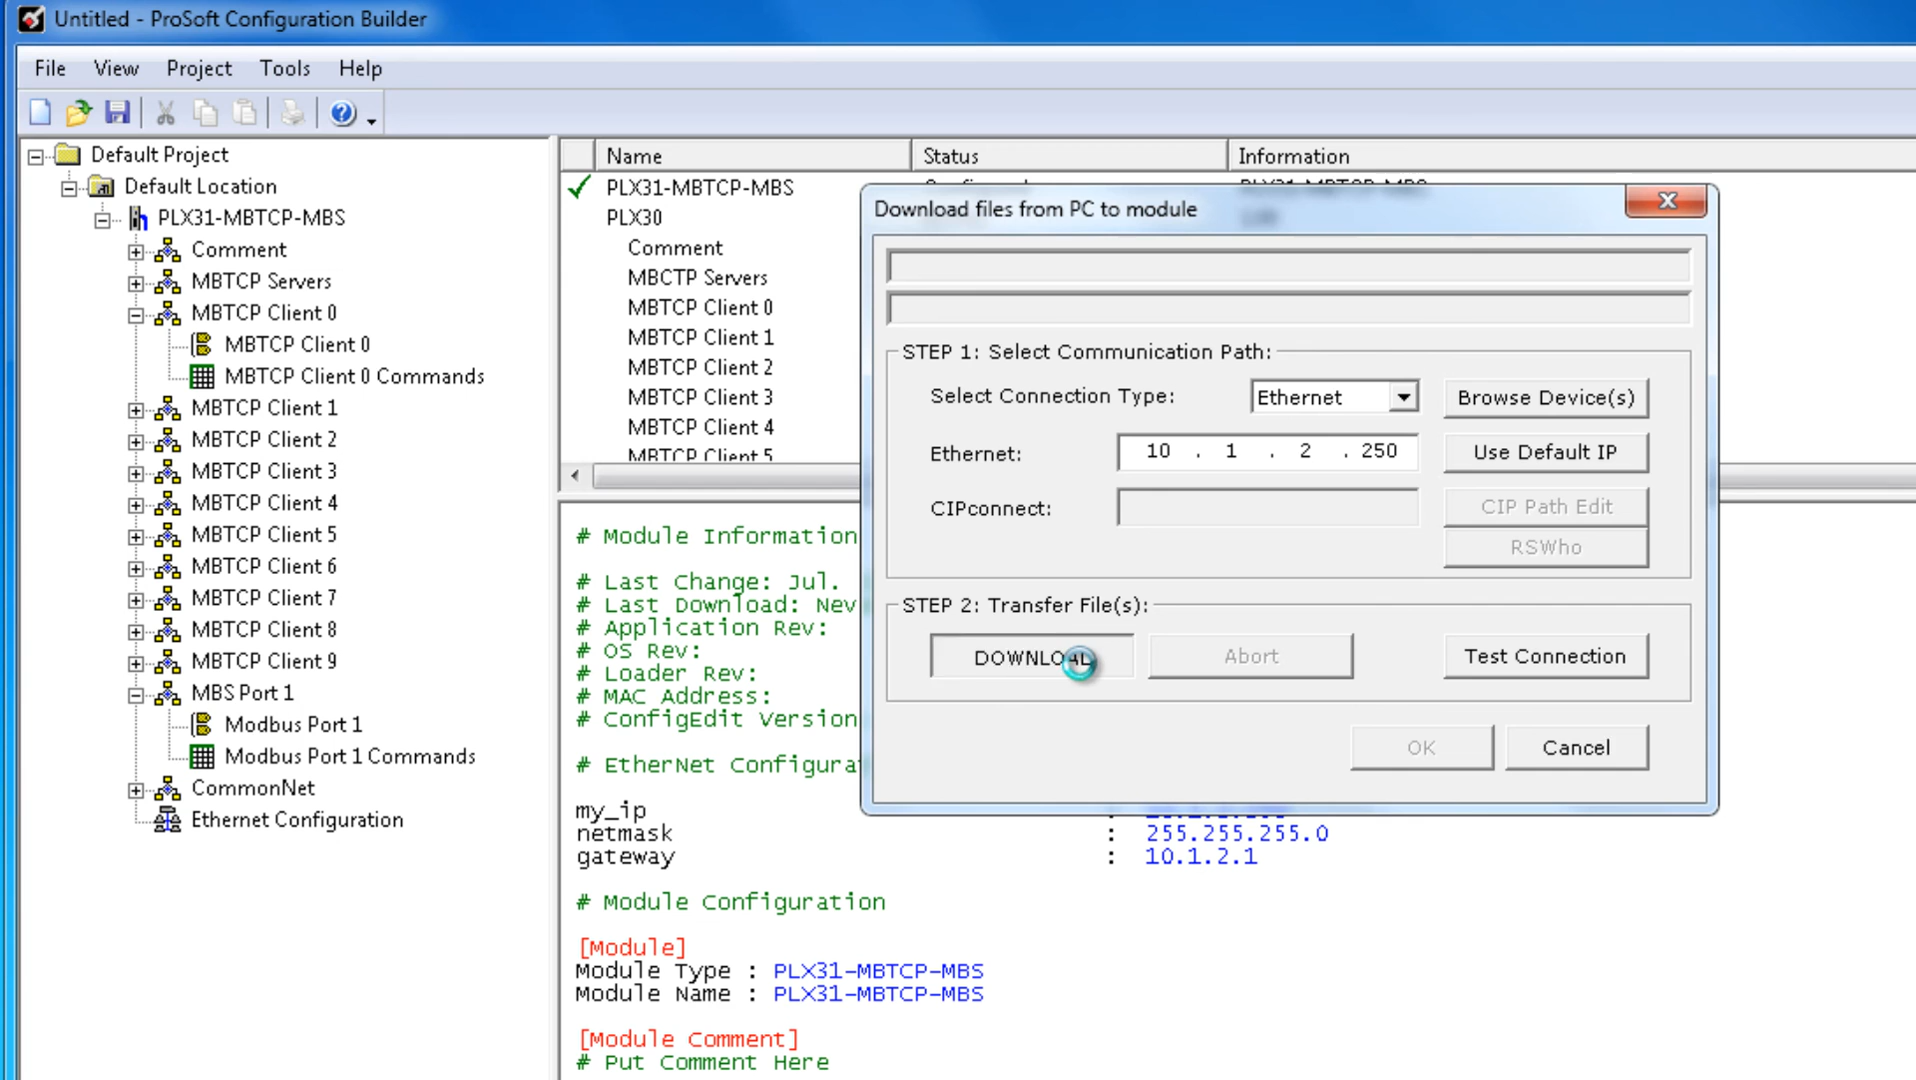 Untitled - ProSoft Configuration Builder
File View Project Tools Help
Default Project
Default Location
PLX31-MBTCP-MBS
Comment
MBTCP Servers
MBTCP Client 0
MBTCP Client 0
MBTCP Client 0 Commands
MBTCP Client 1
MBTCP Client 2
MBTCP Client 3
MBTCP Client 4
MBTCP Client 5
MBTCP Client 6
MBTCP Client 7
MBTCP Client 8
MBTCP Client 9
MBS Port 1
Modbus Port 1
Modbus Port 1 Commands
CommonNet
Ethernet Configuration
Name Status Information
PLX31-MBTCP-MBS
PLX30
Comment
MBCTP Servers
MBTCP Client 0
MBTCP Client 1
MBTCP Client 2
MBTCP Client 3
MBTCP Client 4
MBTCP Client 5
Download files from PC to module
STEP 1: Select Communication Path:
Select Connection Type: Ethernet Browse Device(s)
Ethernet: 10 . 1 . 2 . 250 Use Default IP
CIPconnect: CIP Path Edit
RSWho
STEP 2: Transfer File(s):
DOWNLOAD Abort Test Connection
OK Cancel
# Module Information
# Last Change: Jul.
# Last Download: Nev
# Application Rev:
# OS Rev:
# Loader Rev:
# MAC Address:
# ConfigEdit Version
# EtherNet Configura
my_ip :
netmask : 255.255.255.0
gateway : 10.1.2.1
# Module Configuration
[Module]
Module Type : PLX31-MBTCP-MBS
Module Name : PLX31-MBTCP-MBS
[Module Comment]
# Put Comment Here